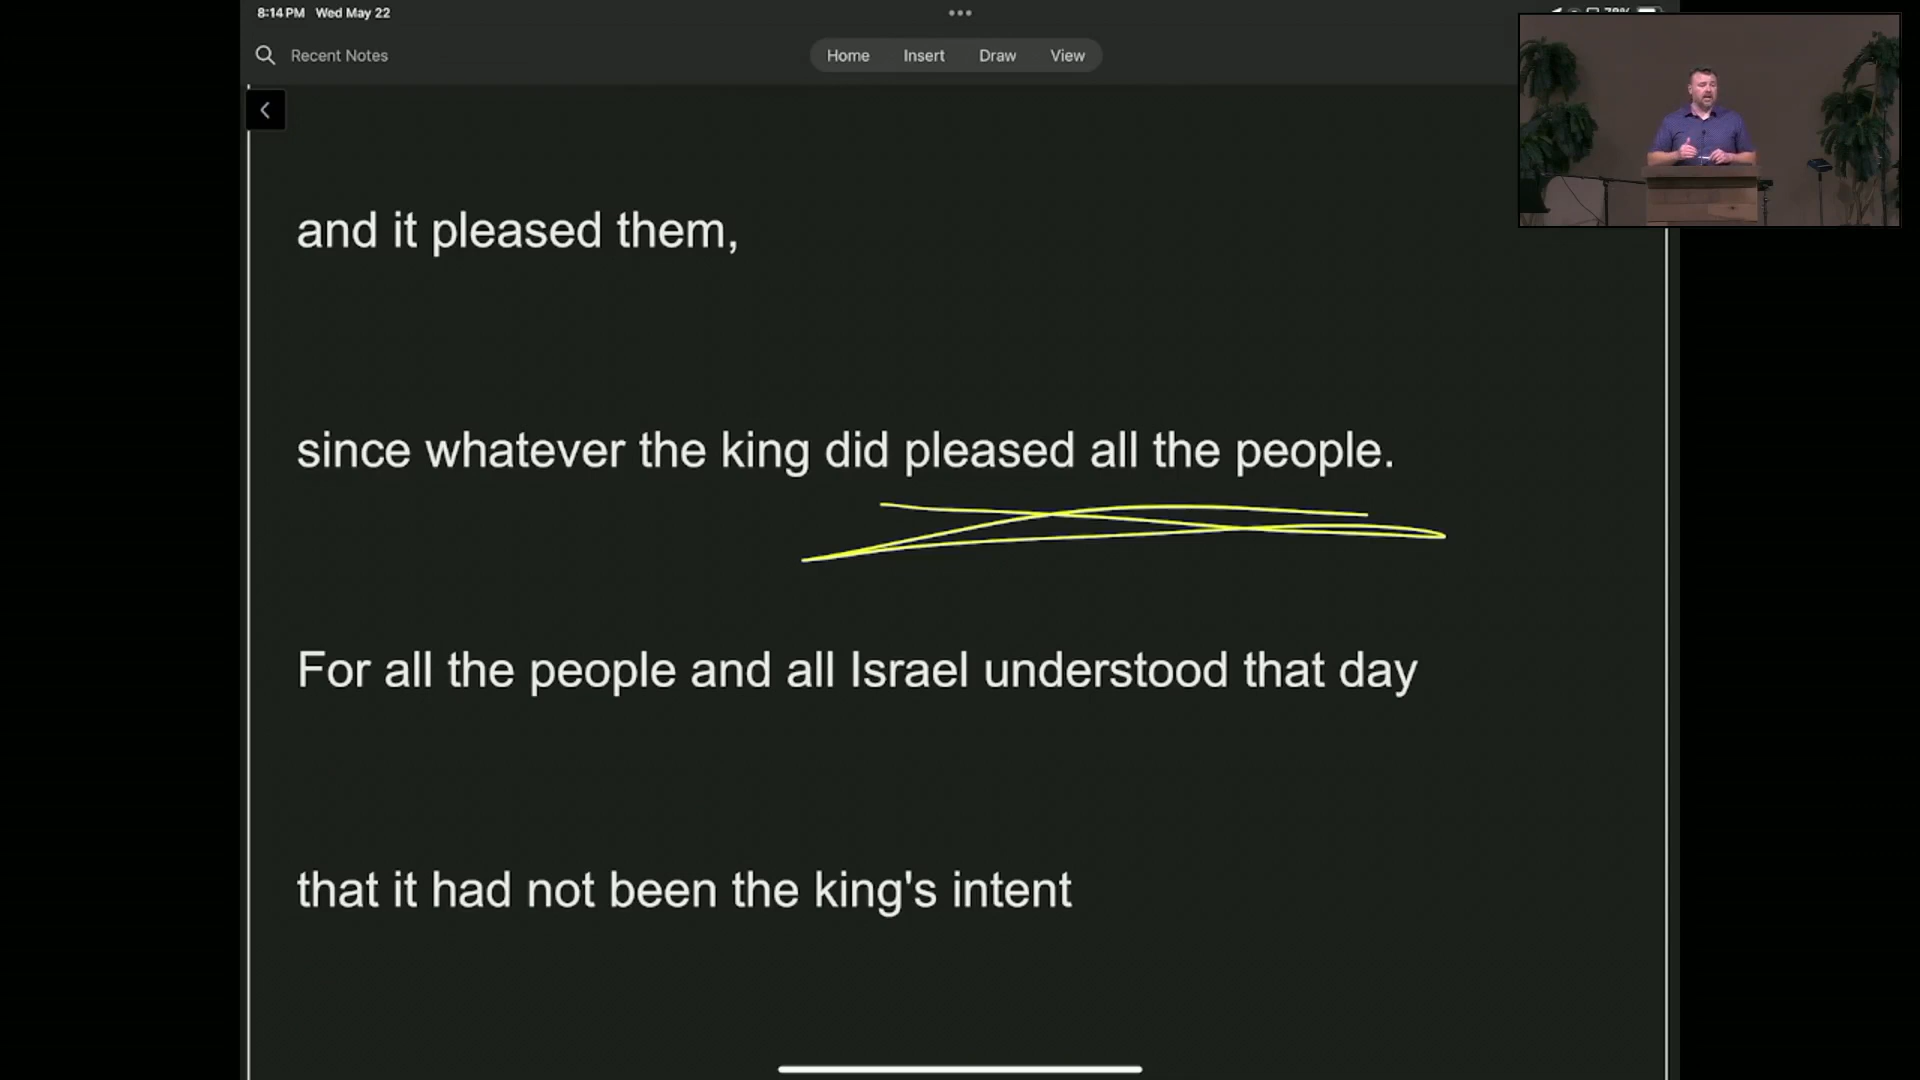 8:14 PM Wed May 22
Recent Notes
Home Insert Draw View
and it pleased them,
since whatever the king did pleased all the people.
For all the people and all Israel understood that day
that it had not been the king's intent